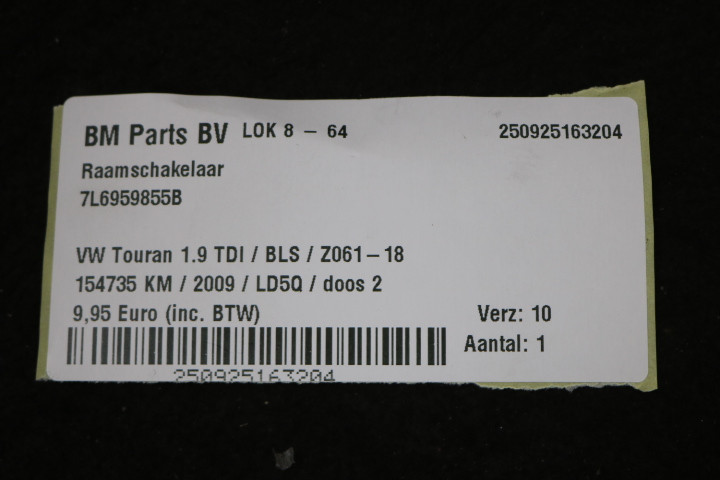 BM Parts BV LOK 8 – 64 250925163204
Raamschakelaar
7L6959855B
VW Touran 1.9 TDI / BLS / Z061–18
154735 KM / 2009 / LD5Q / doos 2
9,95 Euro (inc. BTW) Verz: 10
Aantal: 1
250925163204